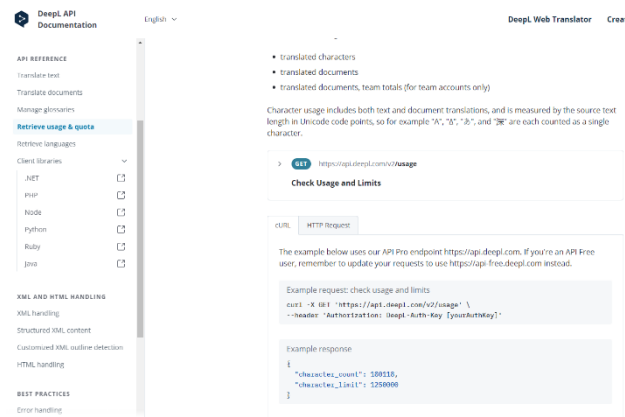 DeepL API
Documentation
English
DeepL Web Translator
Crea
API REFERENCE
Translate text
Translate documents
Manage glossaries
Retrieve usage & quota
Retrieve languages
Client libraries
.NET
PHP
Node
Python
Ruby
Java
XML AND HTML HANDLING
XML handling
Structured XML content
Customized XML outline detection
HTML handling
BEST PRACTICES
Error handling
translated characters
translated documents
translated documents, team totals (for team accounts only)
Character usage includes both text and document translations, and is measured by the source text
length in Unicode code points, so for example "A", "Δ", "あ", and "深" are each counted as a single
character.
GET https://api.deepl.com/v2/usage
Check Usage and Limits
cURL
HTTP Request
The example below uses our API Pro endpoint https://api.deepl.com. If you're an API Free
user, remember to update your requests to use https://api-free.deepl.com instead.
Example request: check usage and limits
curl -X GET 'https://api.deepl.com/v2/usage' \
--header 'Authorization: DeepL-Auth-Key [yourAuthKey]'
Example response
{
"character_count": 180118,
"character_limit": 1250000
}